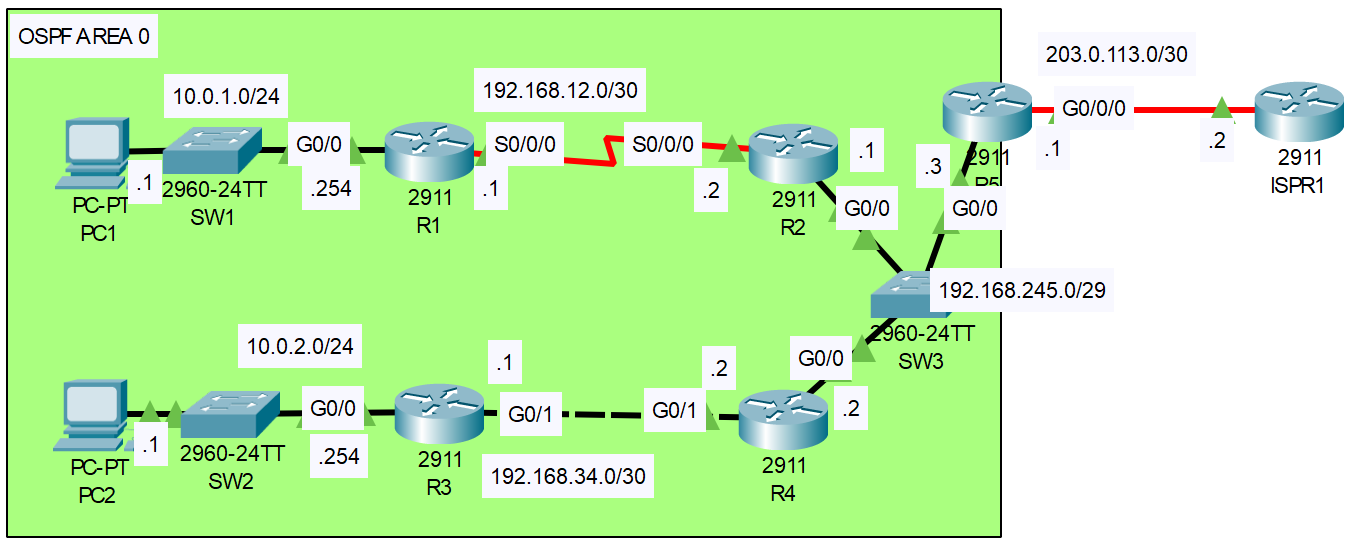 OSPF AREA 0
203.0.113.0/30
10.0.1.0/24
192.168.12.0/30
G0/0
S0/0/0
S0/0/0
G0/0/0
.1
.1
.254
.1
.2
.3
.1
.2
PC-PT
PC1
2960-24TT
SW1
2911
R1
2911
R2
G0/0
2911
R5
G0/0
2911
ISPR1
192.168.245.0/29
2960-24TT
SW3
10.0.2.0/24
.1
.2
G0/0
G0/0
G0/1
G0/1
.2
.1
.254
PC-PT
PC2
2960-24TT
SW2
2911
R3
192.168.34.0/30
2911
R4